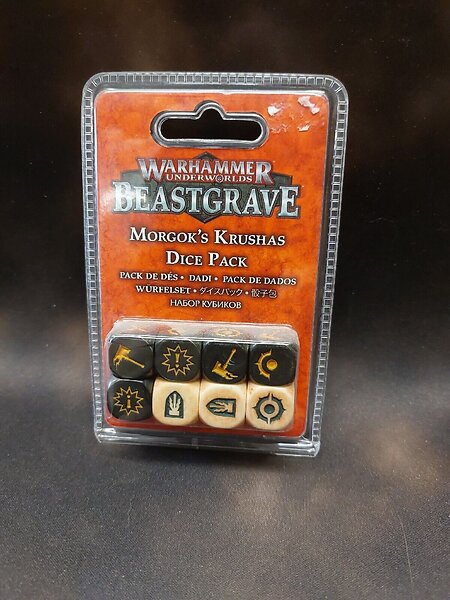 WARHAMMER
UNDERWORLDS
BEASTGRAVE
MORGOK'S KRUSHAS
DICE PACK
PACK DE DÉS • DADI • PACK DE DADOS
WÜRFELSET • ダイスパック • 骰子包
НАБОР КУБИКОВ